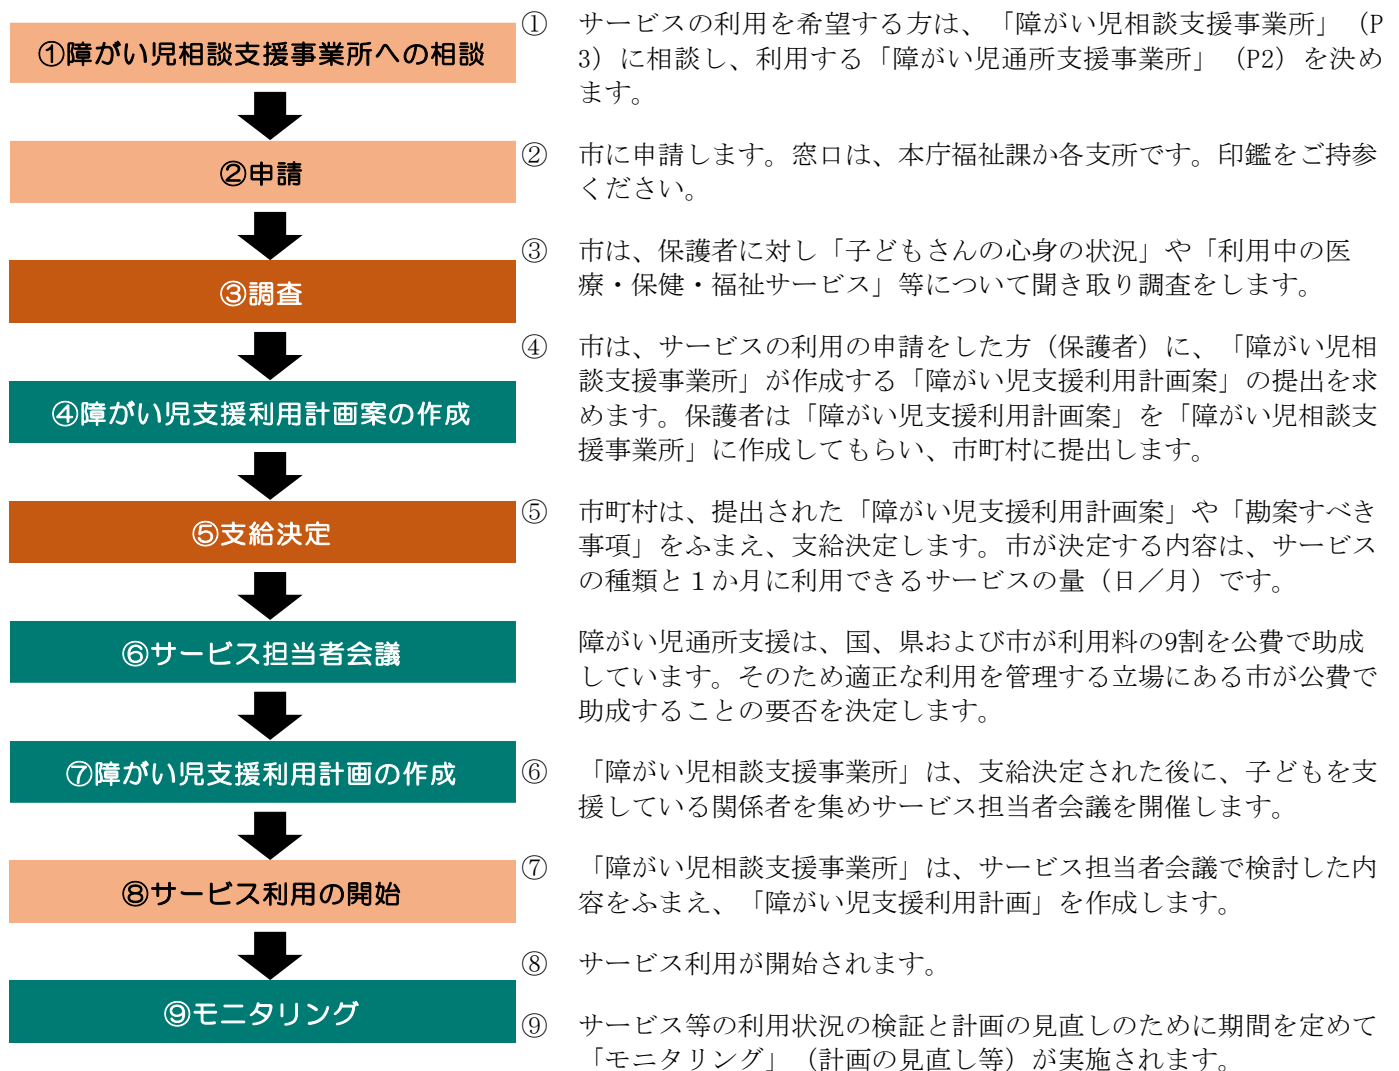 ①障がい児相談支援事業所への相談
②申請
③調査
④障がい児支援利用計画案の作成
⑤支給決定
⑥サービス担当者会議
⑦障がい児支援利用計画の作成
⑧サービス利用の開始
⑨モニタリング
① サービスの利用を希望する方は、「障がい児相談支援事業所」（P
3）に相談し、利用する「障がい児通所支援事業所」（P2）を決め
ます。
② 市に申請します。窓口は、本庁福祉課か各支所です。印鑑をご持参
ください。
③ 市は、保護者に対し「子どもさんの心身の状況」や「利用中の医
療・保健・福祉サービス」等について聞き取り調査をします。
④ 市は、サービスの利用の申請をした方（保護者）に、「障がい児相
談支援事業所」が作成する「障がい児支援利用計画案」の提出を求
めます。保護者は「障がい児支援利用計画案」を「障がい児相談支
援事業所」に作成してもらい、市町村に提出します。
⑤ 市町村は、提出された「障がい児支援利用計画案」や「勘案すべき
事項」をふまえ、支給決定します。市が決定する内容は、サービス
の種類と１か月に利用できるサービスの量（日／月）です。
障がい児通所支援は、国、県および市が利用料の9割を公費で助成
しています。そのため適正な利用を管理する立場にある市が公費で
助成することの要否を決定します。
⑥ 「障がい児相談支援事業所」は、支給決定された後に、子どもを支
援している関係者を集めサービス担当者会議を開催します。
⑦ 「障がい児相談支援事業所」は、サービス担当者会議で検討した内
容をふまえ、「障がい児支援利用計画」を作成します。
⑧ サービス利用が開始されます。
⑨ サービス等の利用状況の検証と計画の見直しのために期間を定めて
「モニタリング」（計画の見直し等）が実施されます。